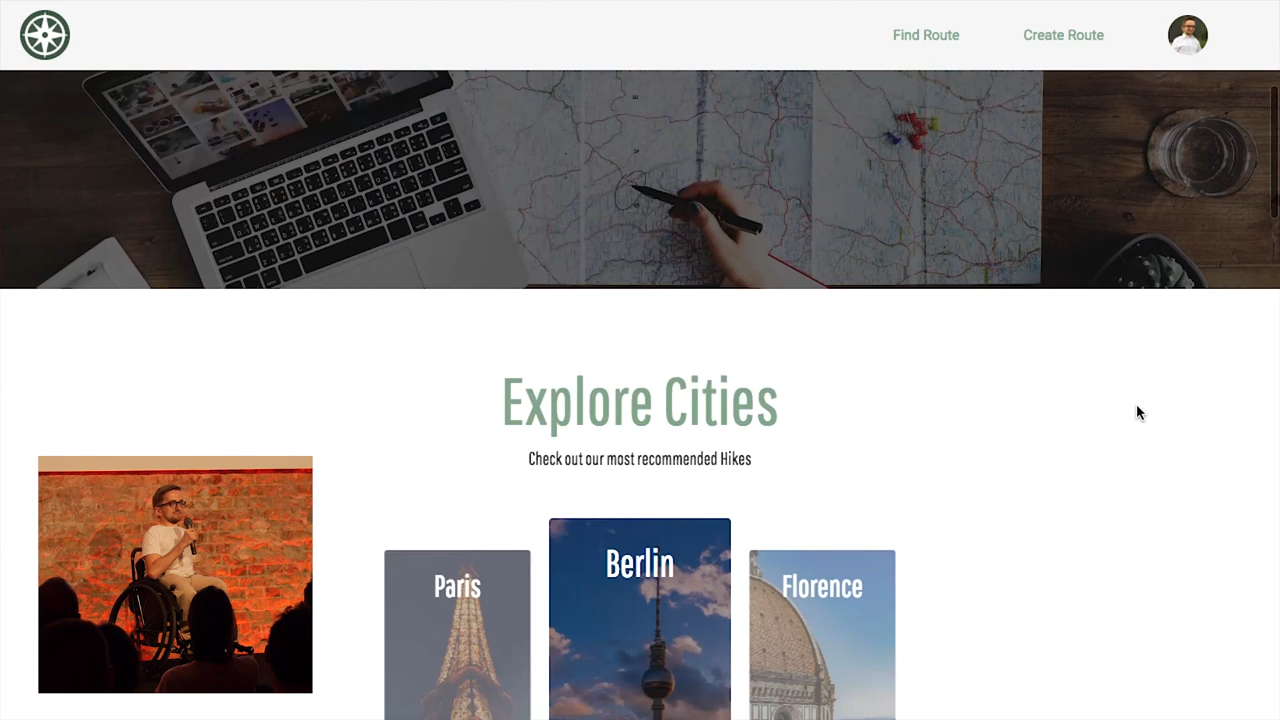 Find Route
Create Route
Explore Cities
Check out our most recommended Hikes
Paris
Berlin
Florence